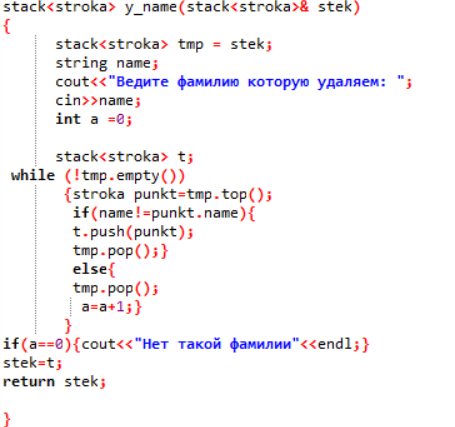 stack<stroka> y_name(stack<stroka>& stek)
{
stack<stroka> tmp = stek;
string name;
cout<<"Ведите фамилию которую удаляем: ";
cin>>name;
int a =0;
stack<stroka> t;
while (!tmp.empty())
{stroka punkt=tmp.top();
if(name!=punkt.name){
t.push(punkt);
tmp.pop();}
else{
tmp.pop();
a=a+1;}
}
if(a==0){cout<<"Нет такой фамилии"<<endl;}
stek=t;
return stek;
}